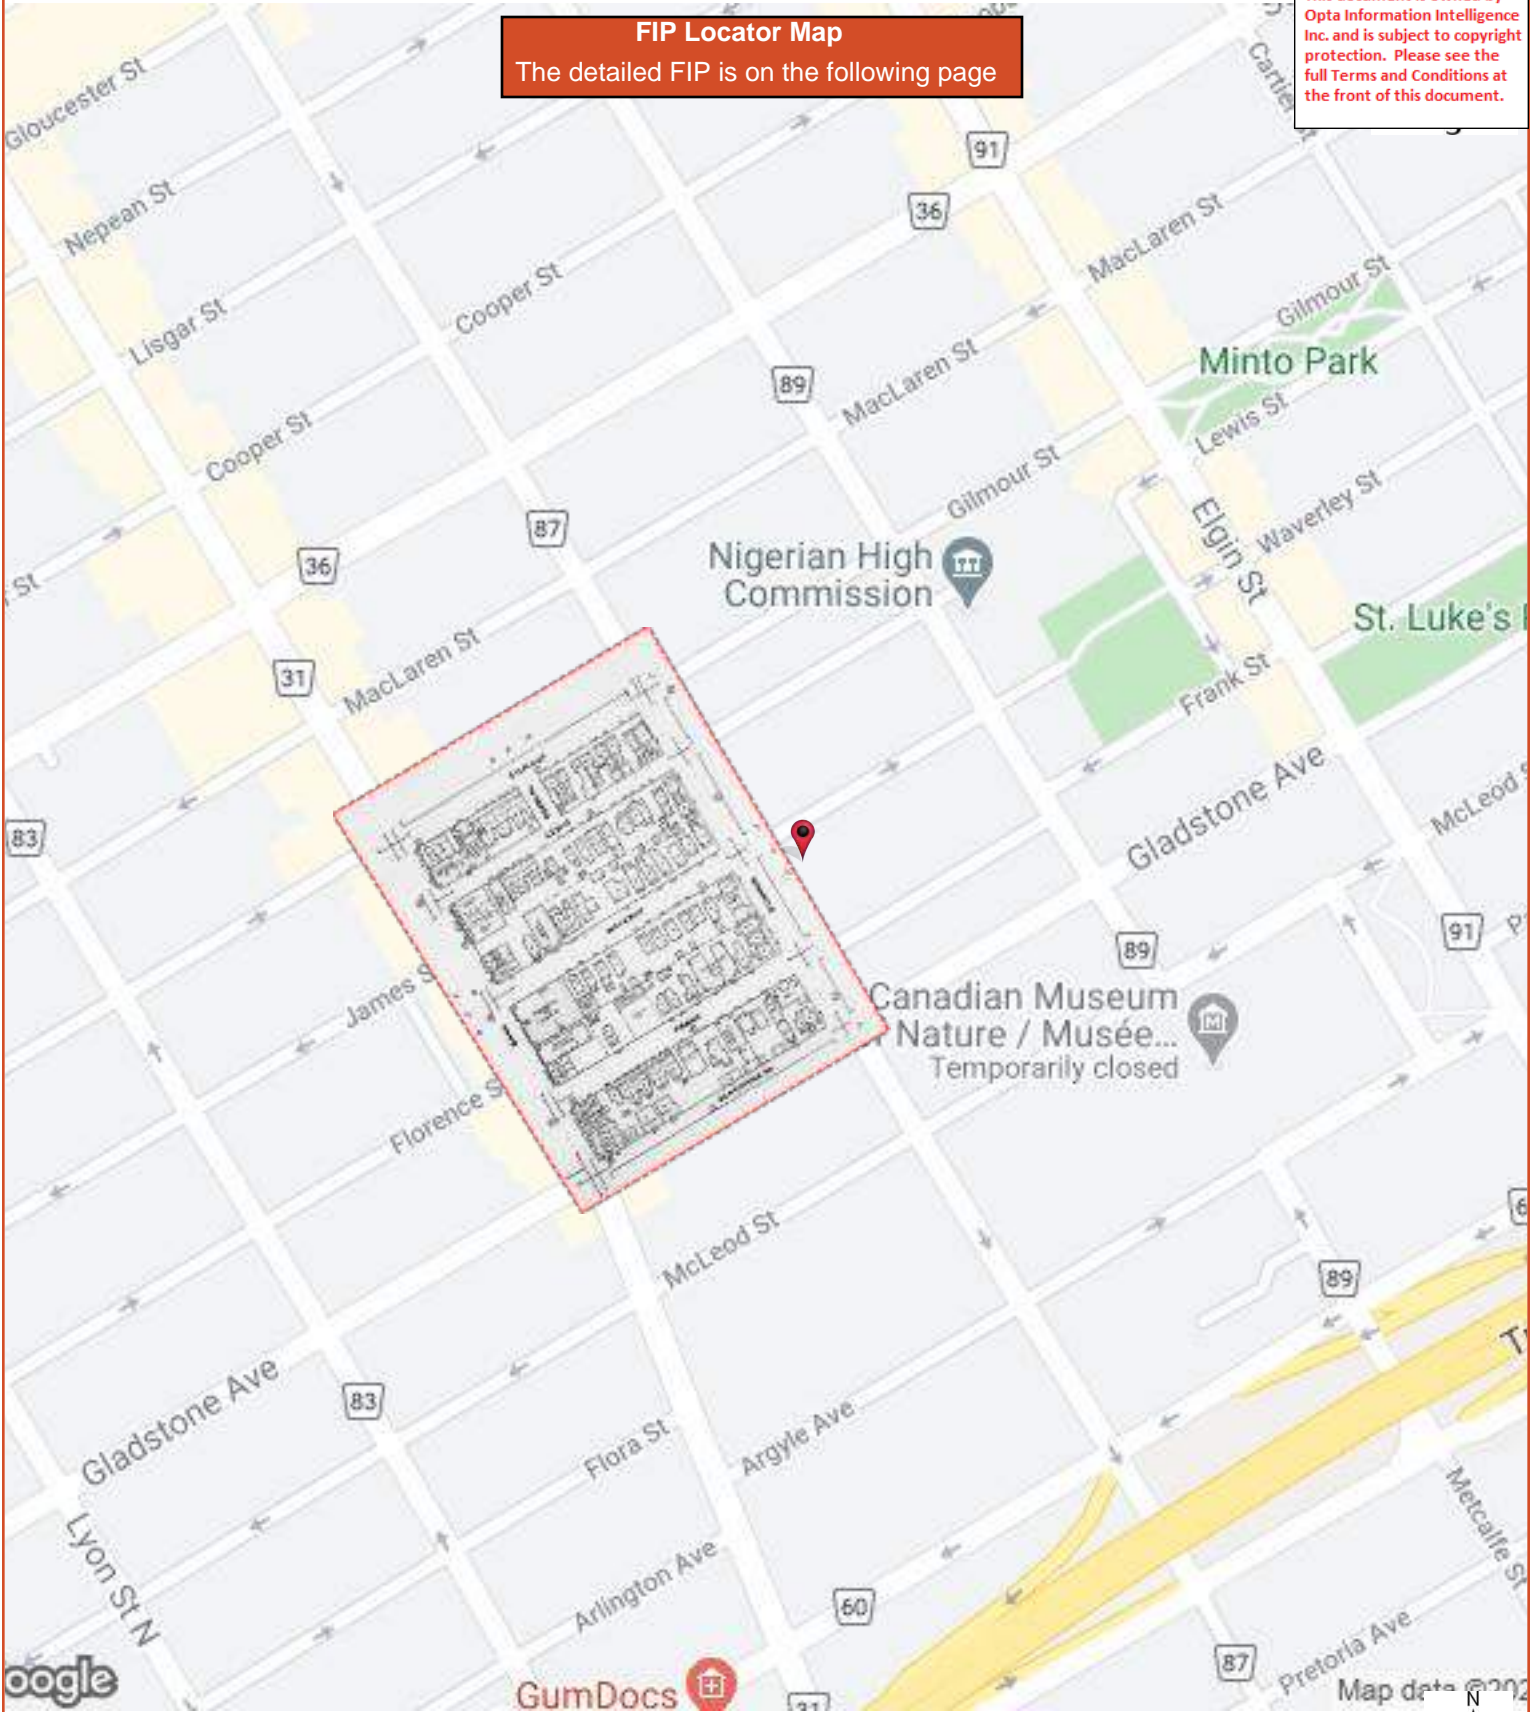 FIP Locator Map
The detailed FIP is on the following page
Opta Information Intelligence
Inc. and is subject to copyright
protection. Please see the
full Terms and Conditions at
the front of this document.
Gloucester St
Nepean St
Lisgar St
Cooper St
Cooper St
St
91
36
MacLaren St
Gilmour St
Minto Park
Lewis St
89
MacLaren St
Gilmour St
Waverley St
Elgin St
87
36
Nigerian High
Commission
St. Luke's
31
MacLaren St
Frank St
Gladstone Ave
McLeod
83
91
89
James S
Canadian Museum
Nature / Musée...
Temporarily closed
Florence S
McLeod St
89
Gladstone Ave
83
Flora St
Argyle Ave
Lyon St N
Arlington Ave
Metcalfe St
60
87
Pretoria Ave
oogle
GumDocs
31
Map data ©202
N